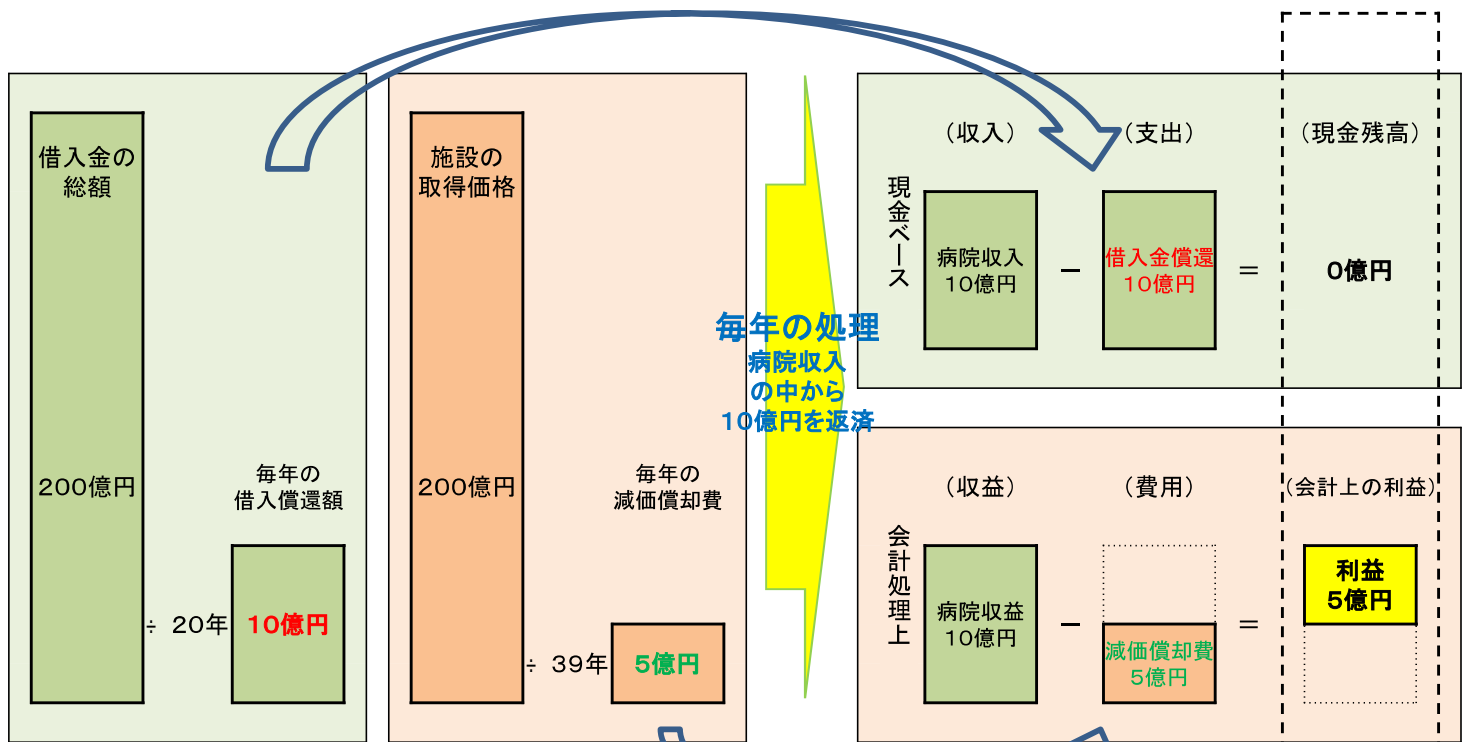 借入金の
総額
200億円
毎年の
借入償還額
÷ 20年
10億円
施設の
取得価格
200億円
毎年の
減価償却費
÷ 39年
5億円
毎年の処理
病院収入
の中から
10億円を返済
現金ベース
（収入）
（支出）
（現金残高）
病院収入
10億円
－
借入金償還
10億円
＝
0億円
会計処理上
（収益）
（費用）
（会計上の利益）
病院収益
10億円
－
減価償却費
5億円
＝
利益
5億円